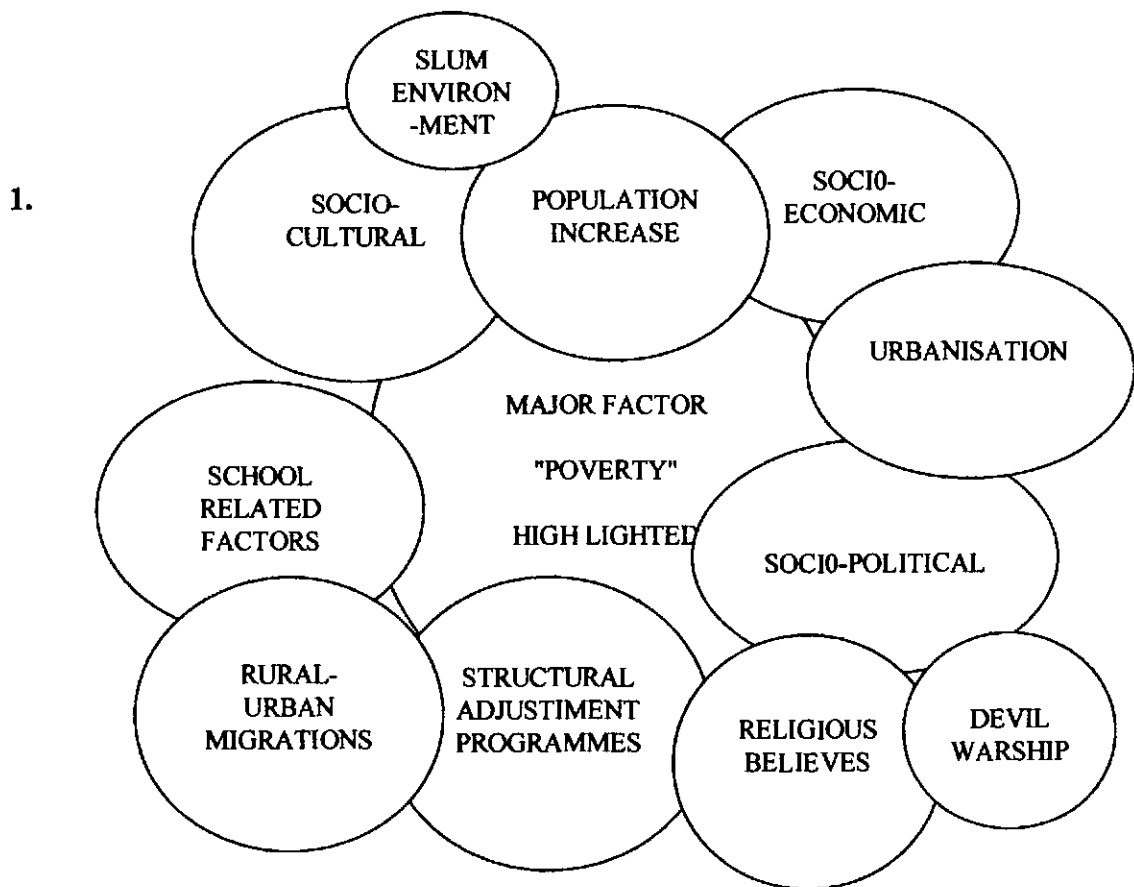 1.
SLUM
ENVIRON
-MENT
SOCIO-
CULTURAL
POPULATION
INCREASE
SOCI0-
ECONOMIC
URBANISATION
MAJOR FACTOR
"POVERTY"
HIGH LIGHTED
SCHOOL
RELATED
FACTORS
SOCI0-POLITICAL
RURAL-
URBAN
MIGRATIONS
STRUCTURAL
ADJUSTIMENT
PROGRAMMES
RELIGIOUS
BELIEVES
DEVIL
WARSHIP